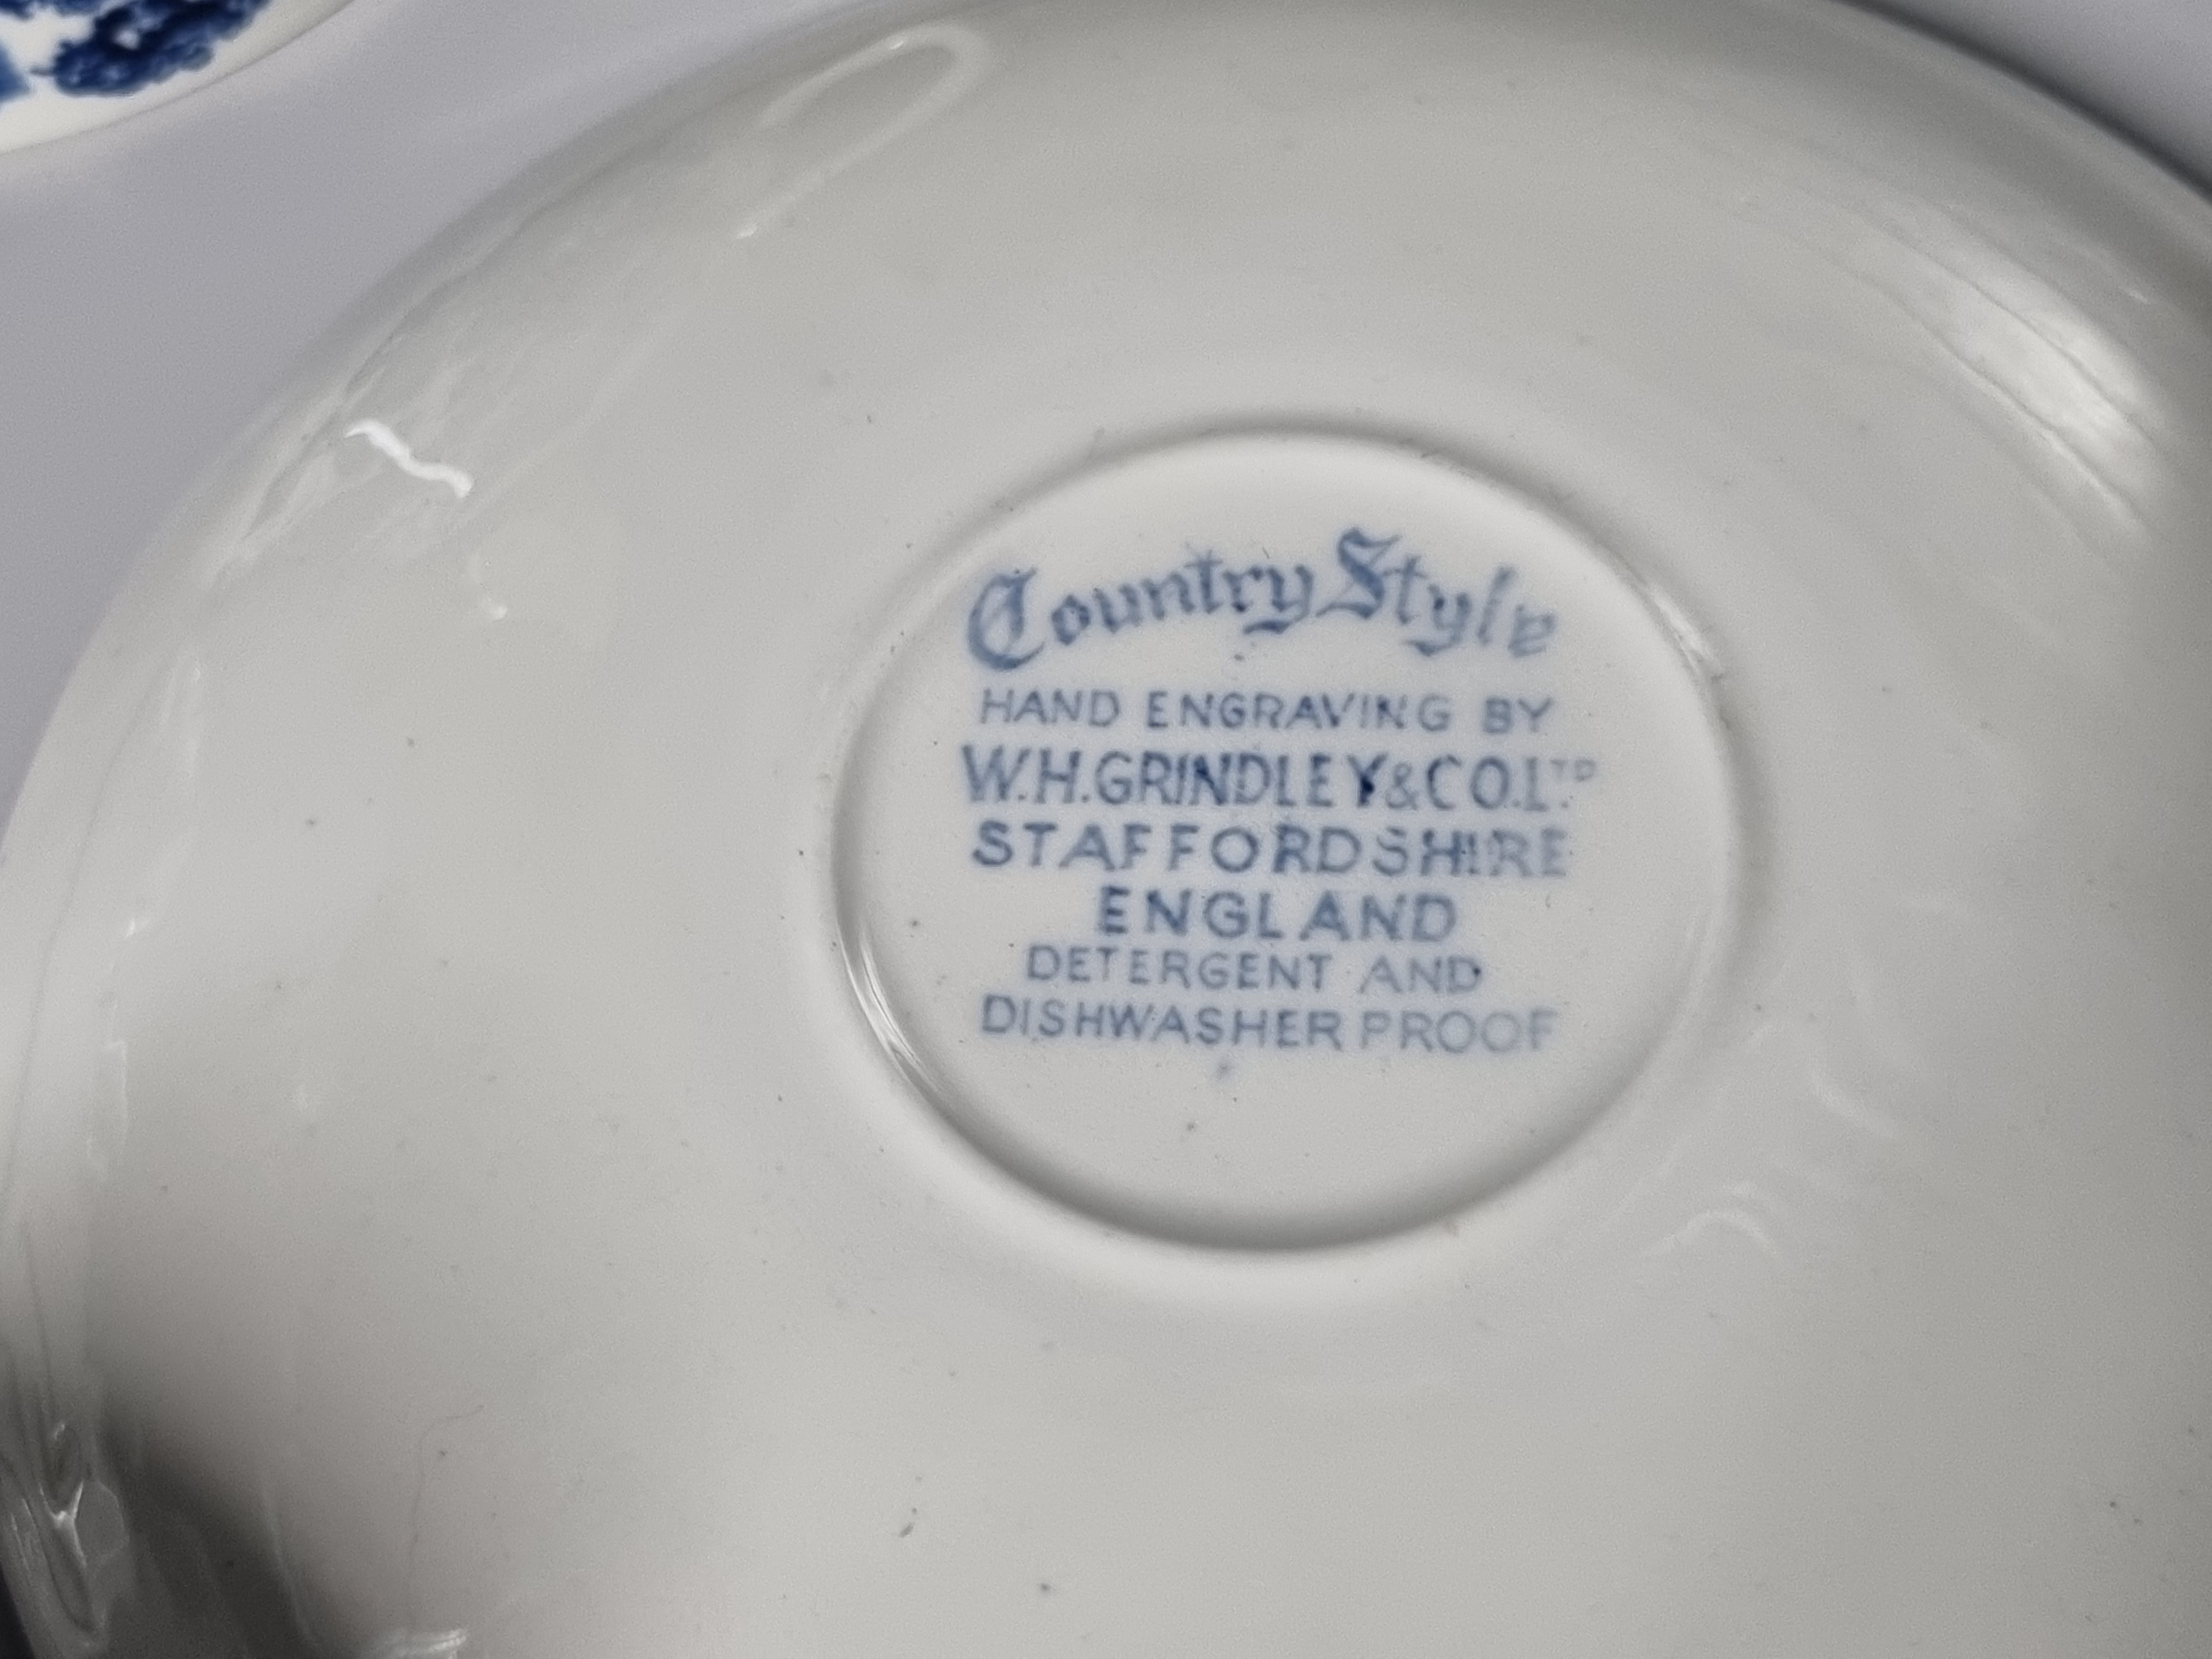 Country Style
HAND ENGRAVING BY
W.H.GRINDLEY&CO.LTD
STAFFORDSHIRE
ENGLAND
DETERGENT AND
DISHWASHER PROOF